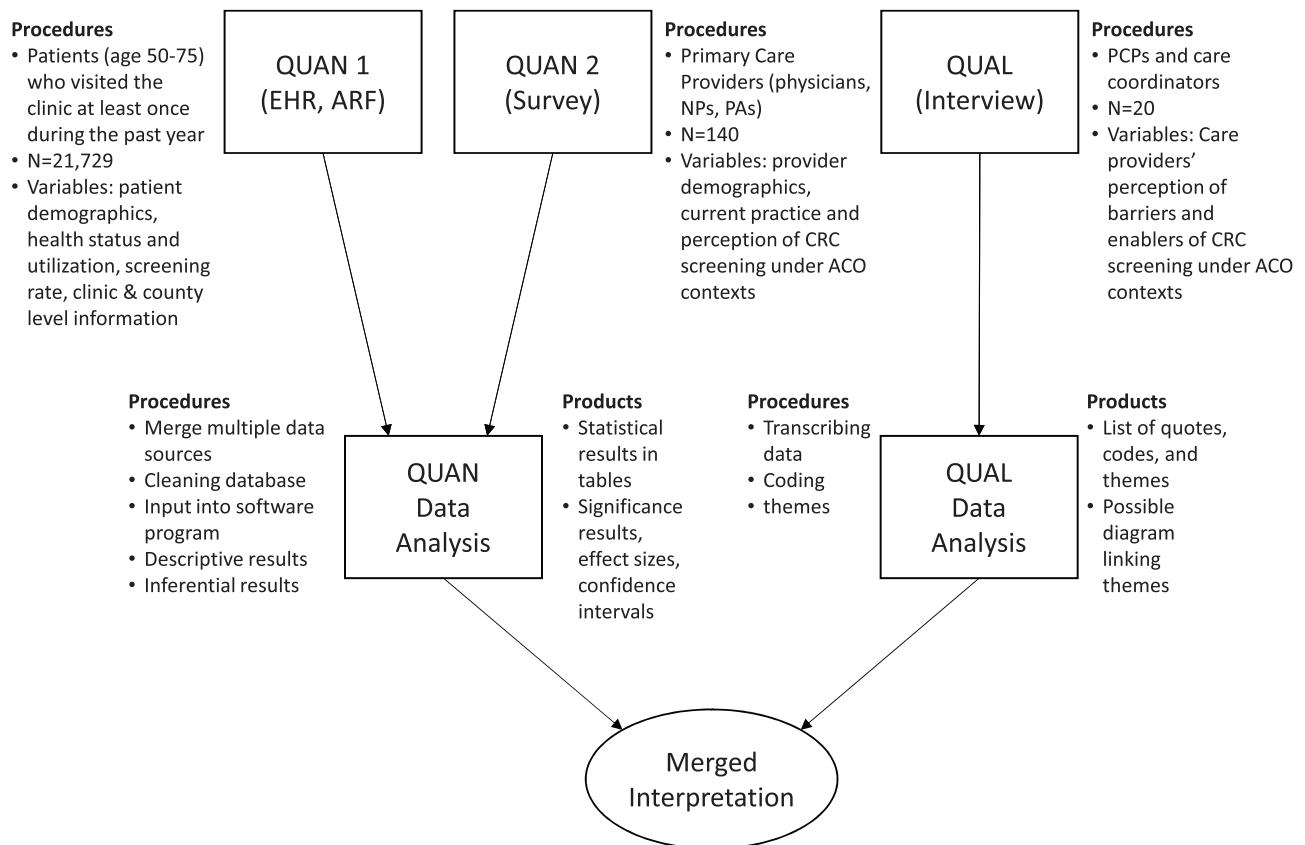 Procedures
• Patients (age 50-75)
who visited the
clinic at least once
during the past year
• N=21,729
• Variables: patient
demographics,
health status and
utilization, screening
rate, clinic & county
level information
QUAN 1
(EHR, ARF)
QUAN 2
(Survey)
Procedures
• Primary Care
Providers (physicians,
NPs, PAs)
• N=140
• Variables: provider
demographics,
current practice and
perception of CRC
screening under ACO
contexts
QUAL
(Interview)
Procedures
• PCPs and care
coordinators
• N=20
• Variables: Care
providers’
perception of
barriers and
enablers of CRC
screening under ACO
contexts
Procedures
• Merge multiple data
sources
• Cleaning database
• Input into software
program
• Descriptive results
• Inferential results
QUAN
Data
Analysis
Products
• Statistical
results in
tables
• Significance
results,
effect sizes,
confidence
intervals
Procedures
• Transcribing
data
• Coding
• themes
QUAL
Data
Analysis
Products
• List of quotes,
codes, and
themes
• Possible
diagram
linking
themes
Merged
Interpretation